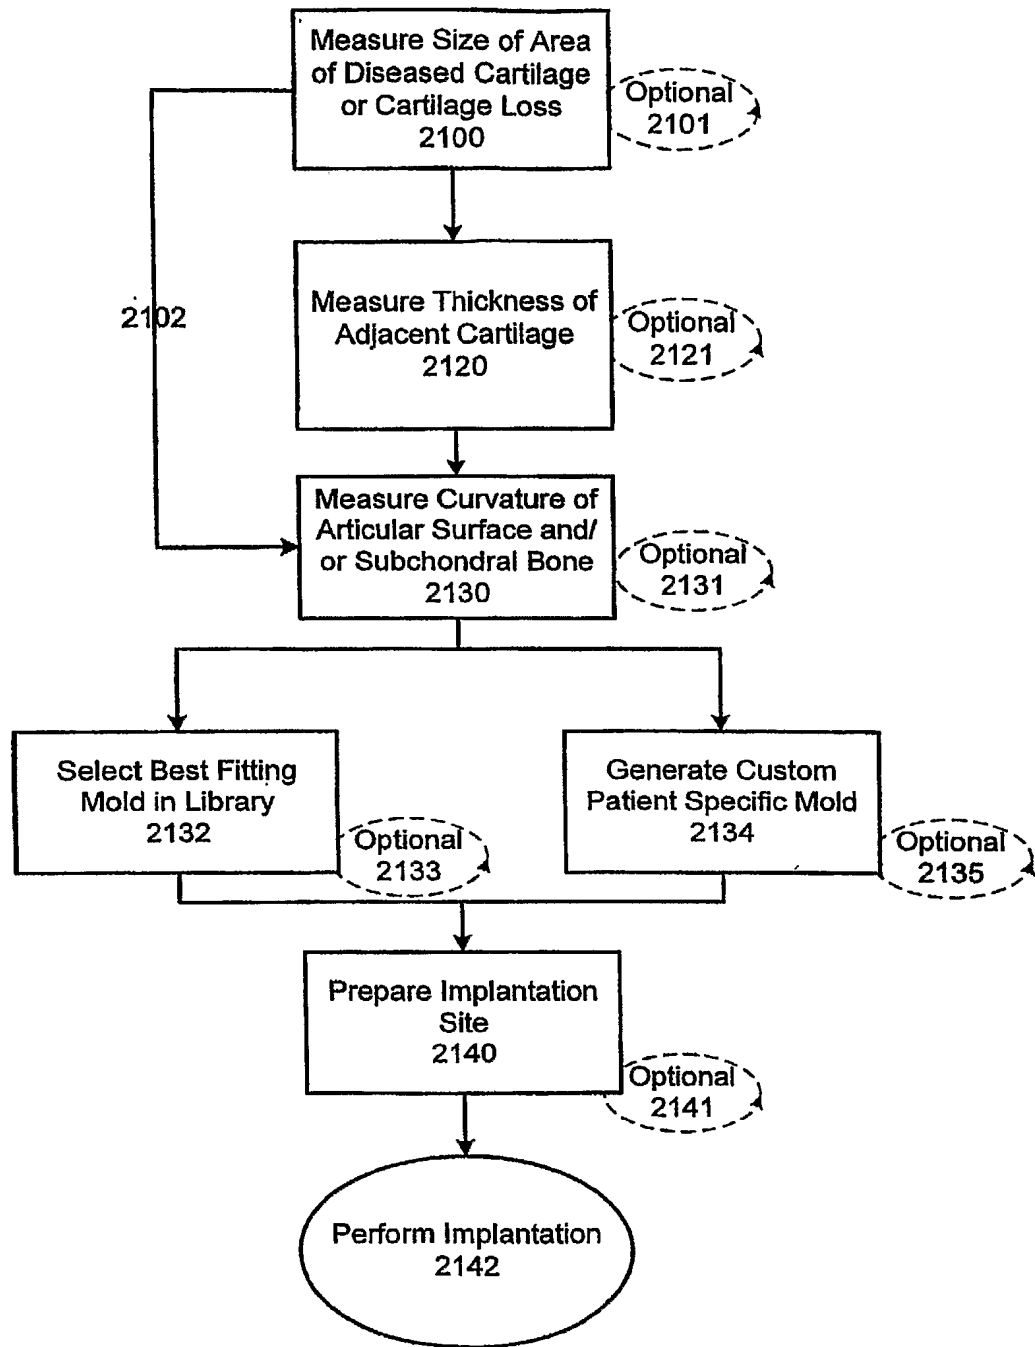 Measure Size of Area
of Diseased Cartilage
or Cartilage Loss
2100
Optional
2101
2102
Measure Thickness of
Adjacent Cartilage
2120
Optional
2121
Measure Curvature of
Articular Surface and/
or Subchondral Bone
2130
Optional
2131
Select Best Fitting
Mold in Library
2132
Optional
2133
Generate Custom
Patient Specific Mold
2134
Optional
2135
Prepare Implantation
Site
2140
Optional
2141
Perform Implantation
2142